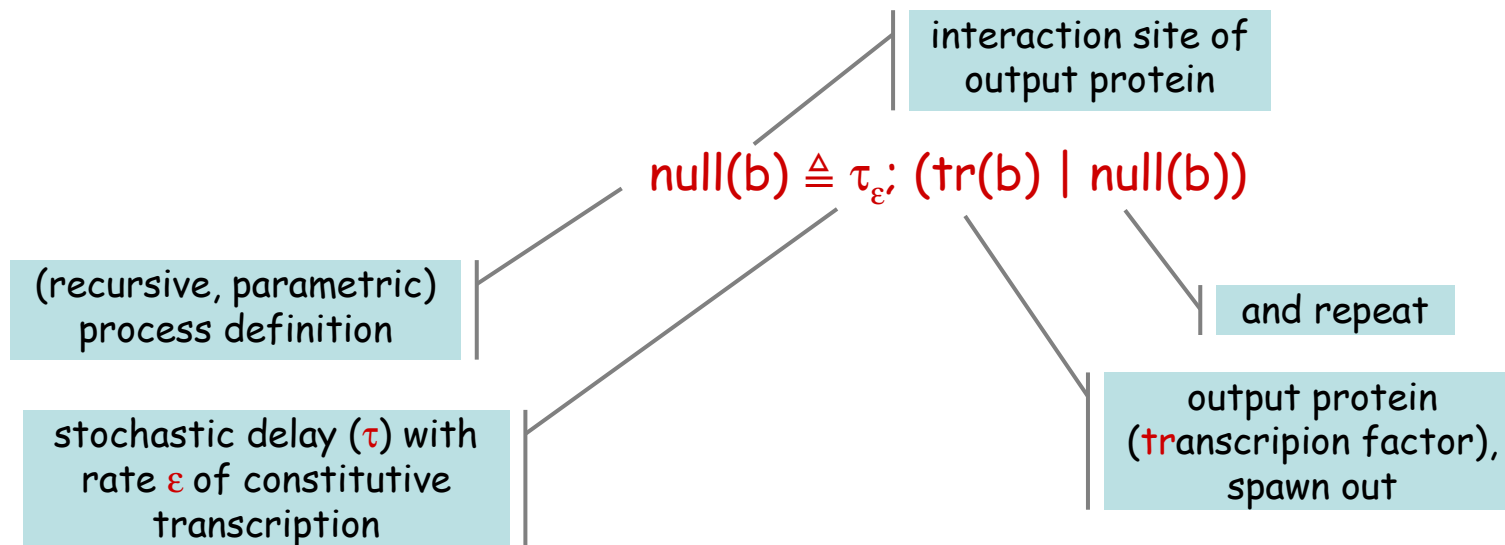 interaction site of
output protein
null(b) ≜ τε; (tr(b) | null(b))
(recursive, parametric)
process definition
and repeat
stochastic delay (τ) with
rate ε of constitutive
transcription
output protein
(transcripion factor),
spawn out